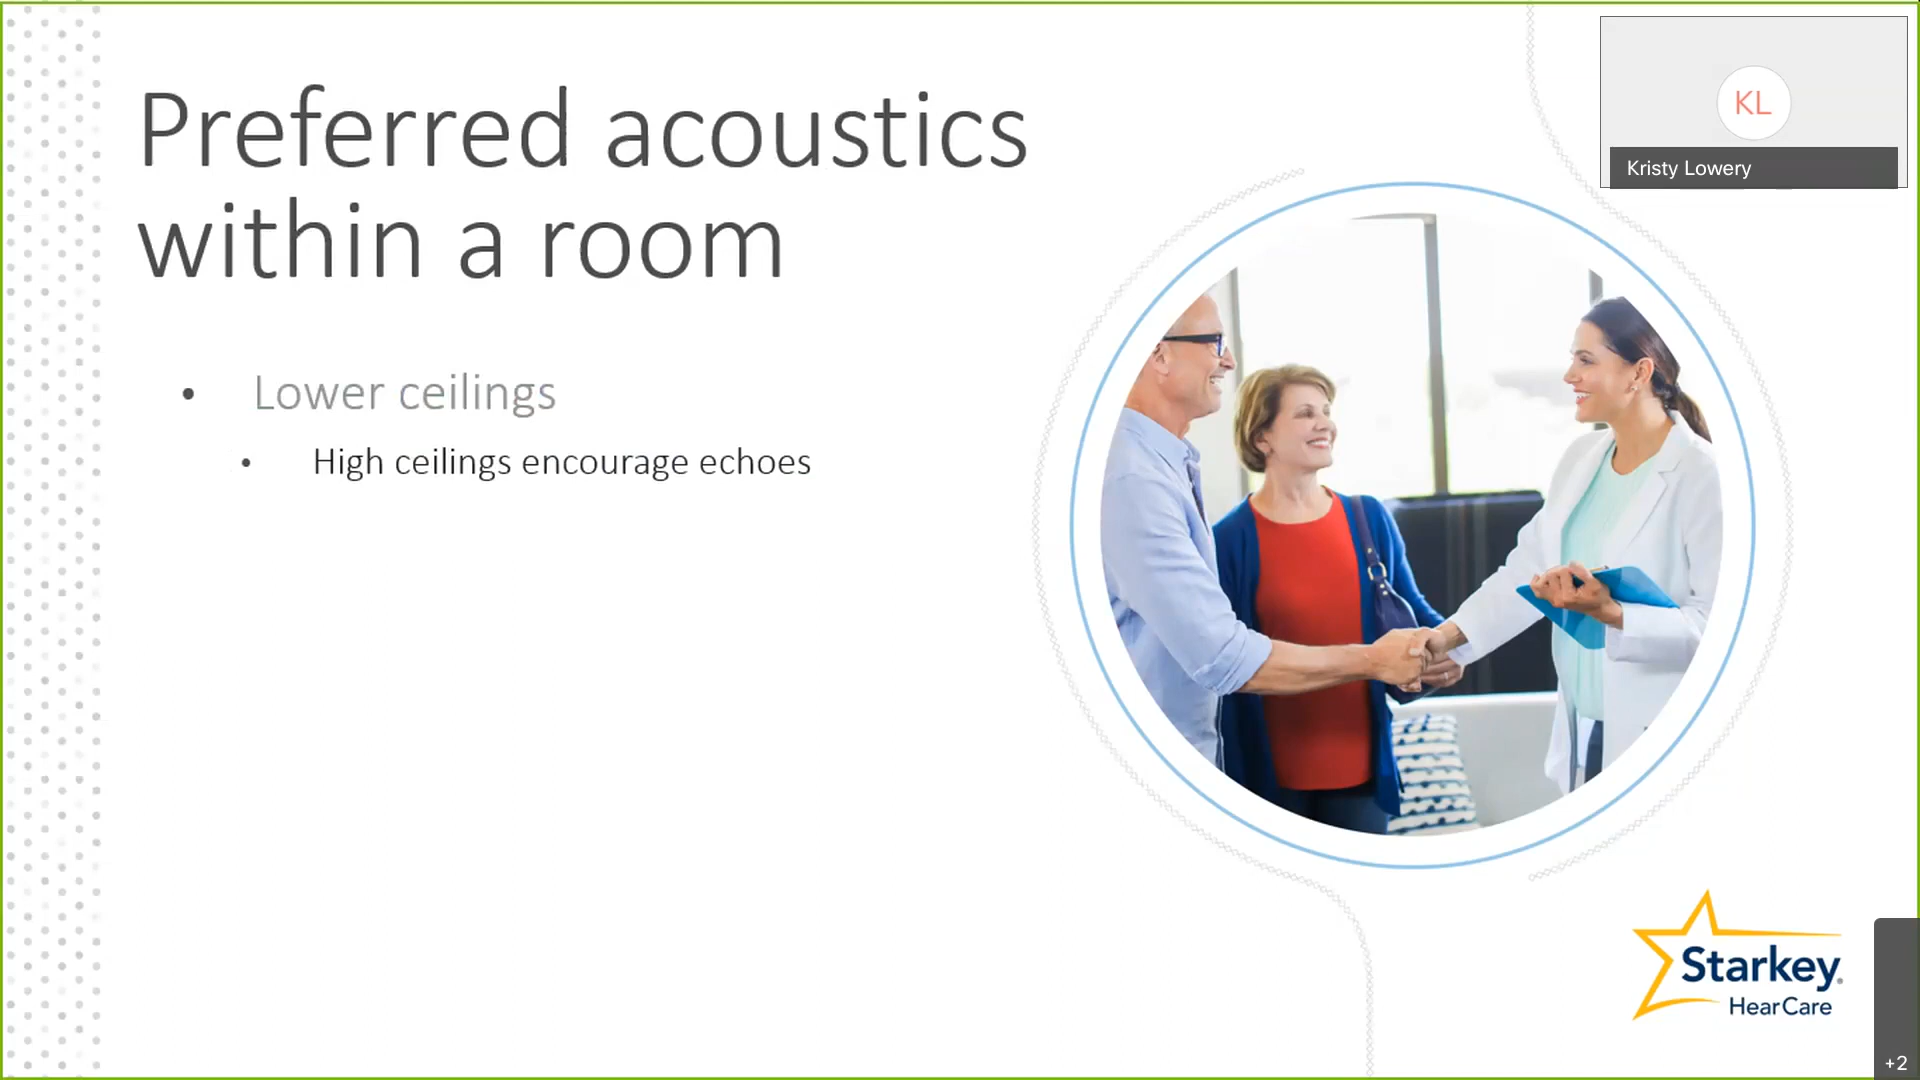 Preferred acoustics
within a room
• Lower ceilings
• High ceilings encourage echoes
KL
Kristy Lowery
Starkey.
HearCare
+2